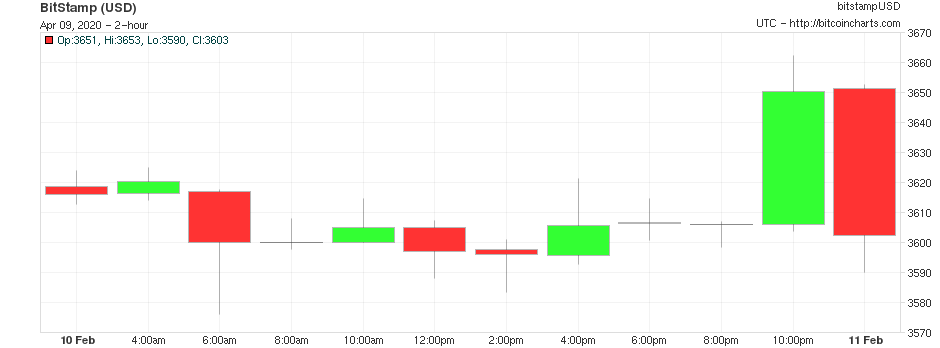 BitStamp (USD)
bitstampUSD
Apr 09, 2020 - 2-hour
UTC - http://bitcoincharts.com
Op:3651, Hi:3653, Lo:3590, Cl:3603
3670
3660
3650
3640
3630
3620
3610
3600
3590
3580
3570
10 Feb 4:00am 6:00am 8:00am 10:00am 12:00pm 2:00pm 4:00pm 6:00pm 8:00pm 10:00pm 11 Feb